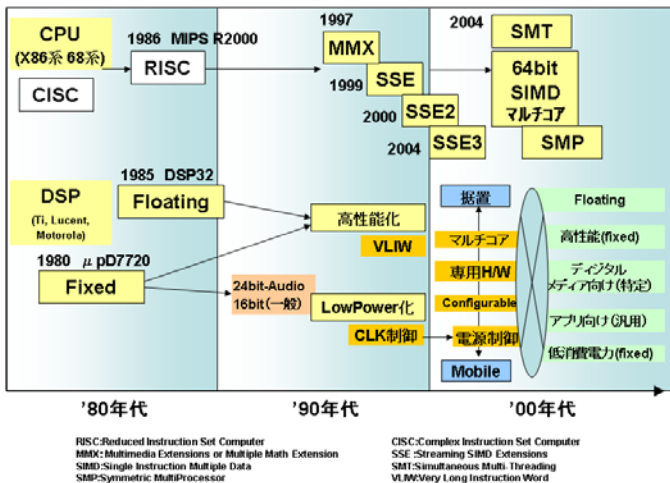 CPU
(X86系 68系)
CISC
1986 MIPS R2000
RISC
1997
MMX
1999
SSE
2000
SSE2
2004
SSE3
2004
SMT
64bit
SIMD
マルチコア
SMP
DSP
(Ti, Lucent,
Motorola)
1985 DSP32
Floating
1980 μpD7720
Fixed
高性能化
VLIW
24bit-Audio
16bit(一般)
LowPower化
CLK制御
据置
マルチコア
専用H/W
Configurable
電源制御
Mobile
Floating
高性能(fixed)
ディジタル
メディア向け(特定)
アプリ向け(汎用)
低消費電力(fixed)
'80年代
'90年代
'00年代
RISC:Reduced Instruction Set Computer
MMX:Multimedia Extensions or Multiple Math Extension
SIMD:Single Instruction Multiple Data
SMP:Symmetric MultiProcessor
CISC:Complex Instruction Set Computer
SSE :Streaming SIMD Extensions
SMT:Simultaneous Multi-Threading
VLIW:Very Long Instruction Word